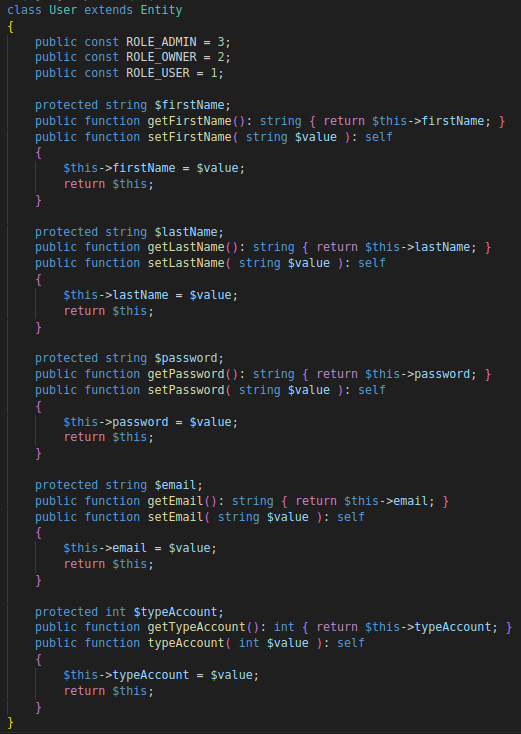 class User extends Entity
{
    public const ROLE_ADMIN = 3;
    public const ROLE_OWNER = 2;
    public const ROLE_USER = 1;

    protected string $firstName;
    public function getFirstName(): string { return $this->firstName; }
    public function setFirstName( string $value ): self
    {
        $this->firstName = $value;
        return $this;
    }

    protected string $lastName;
    public function getLastName(): string { return $this->lastName; }
    public function setLastName( string $value ): self
    {
        $this->lastName = $value;
        return $this;
    }

    protected string $password;
    public function getPassword(): string { return $this->password; }
    public function setPassword( string $value ): self
    {
        $this->password = $value;
        return $this;
    }

    protected string $email;
    public function getEmail(): string { return $this->email; }
    public function setEmail( string $value ): self
    {
        $this->email = $value;
        return $this;
    }

    protected int $typeAccount;
    public function getTypeAccount(): int { return $this->typeAccount; }
    public function typeAccount( int $value ): self
    {
        $this->typeAccount = $value;
        return $this;
    }
}